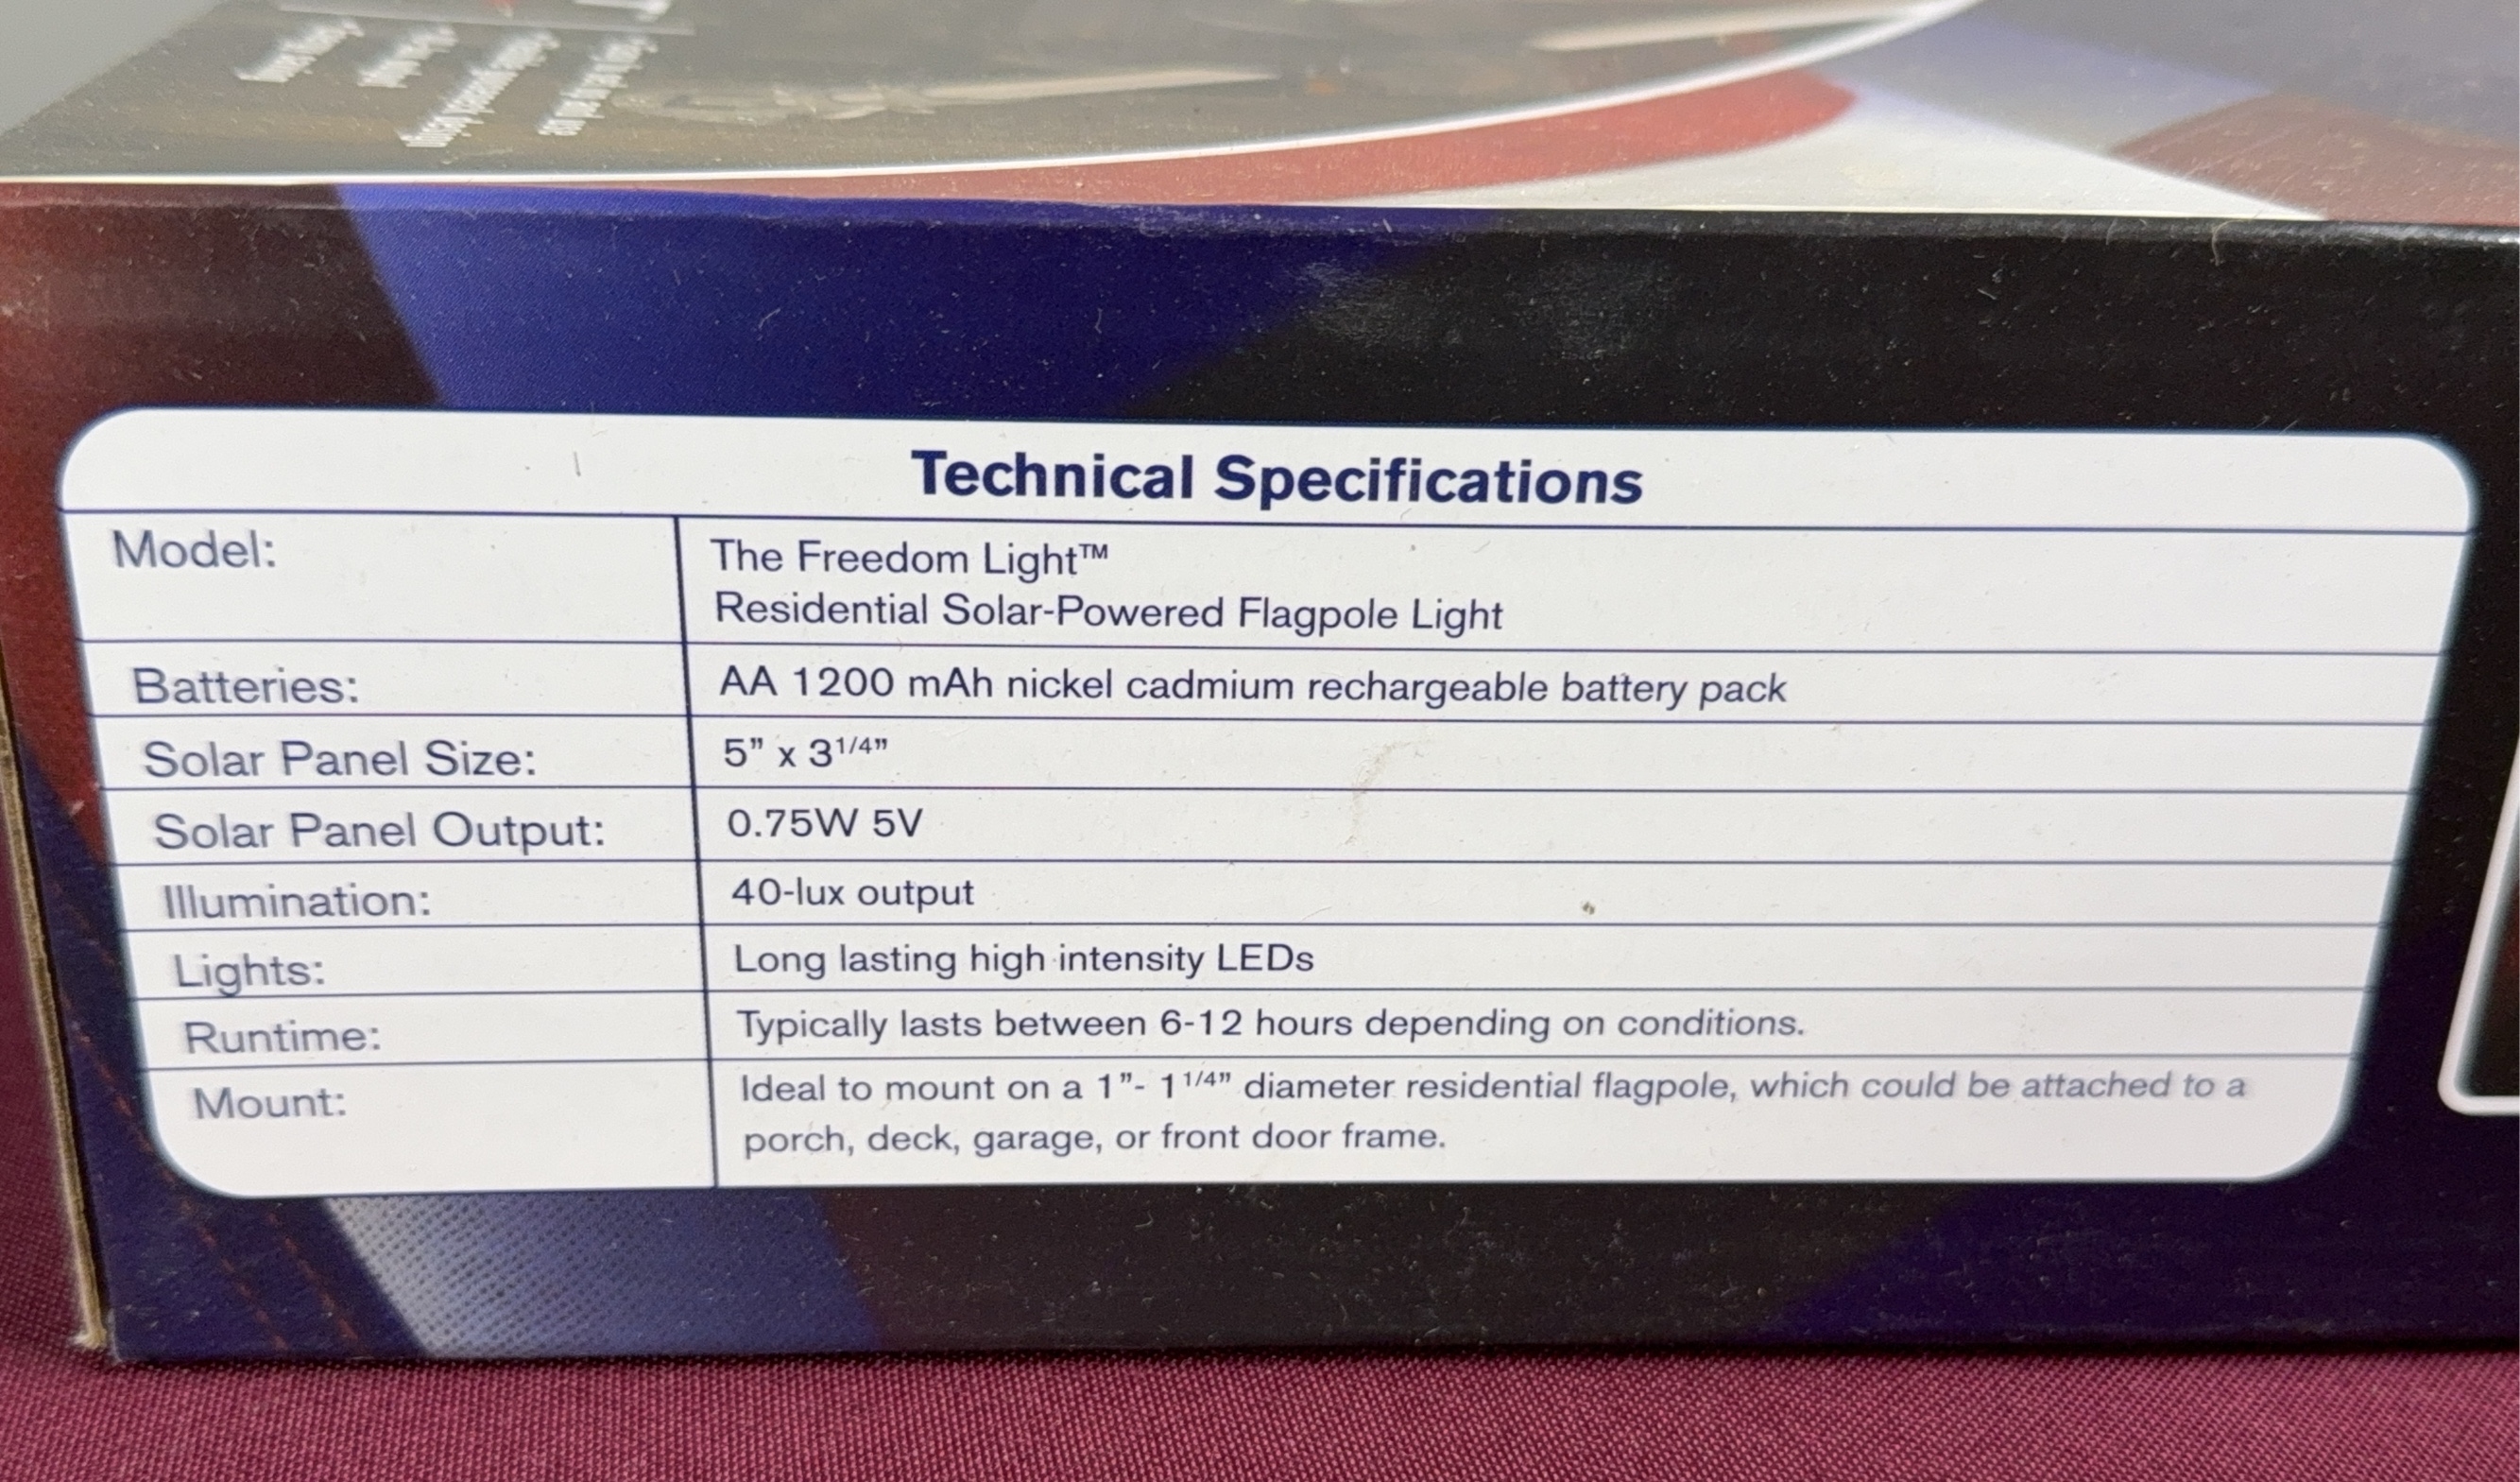 Technical Specifications
Model: The Freedom Light™
Residential Solar-Powered Flagpole Light
Batteries: AA 1200 mAh nickel cadmium rechargeable battery pack
Solar Panel Size: 5” x 3 1/4”
Solar Panel Output: 0.75W 5V
Illumination: 40-lux output
Lights: Long lasting high intensity LEDs
Runtime: Typically lasts between 6-12 hours depending on conditions.
Mount: Ideal to mount on a 1”- 1 1/4” diameter residential flagpole, which could be attached to a
porch, deck, garage, or front door frame.